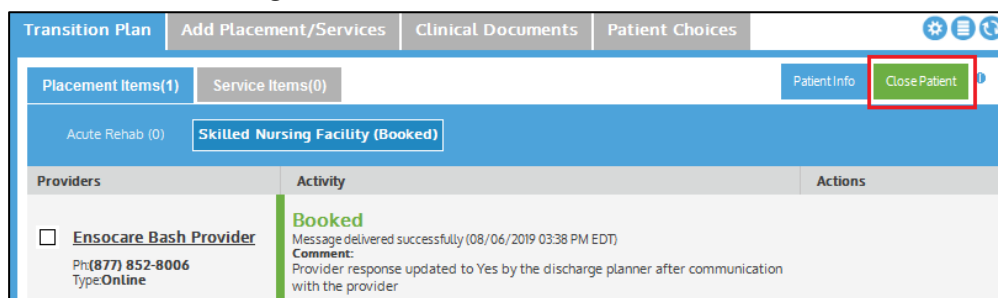 Transition Plan Add Placement/Services Clinical Documents Patient Choices
Placement Items(1) Service Items(0) Patient Info Close Patient
Acute Rehab (0) Skilled Nursing Facility (Booked)
Providers Activity Actions
Booked
Ensocare Bash Provider Message delivered successfully (08/06/2019 03:38 PM EDT)
Comment:
Ph:(877) 852-8006 Provider response updated to Yes by the discharge planner after communication
Type:Online with the provider